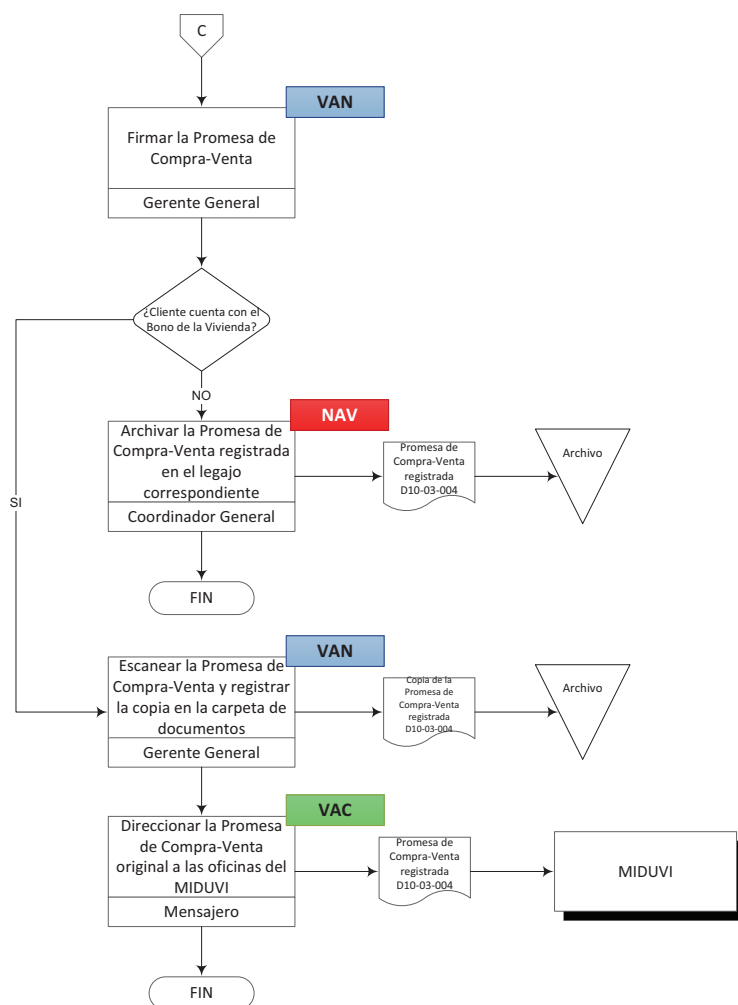 C
VAN
Firmar la Promesa de
Compra-Venta
Gerente General
¿Cliente cuenta con el
Bono de la Vivienda?
NO
SI
NAV
Archivar la Promesa de
Compra-Venta registrada
en el legajo
correspondiente
Coordinador General
Promesa de
Compra-Venta
registrada
D10-03-004
Archivo
FIN
VAN
Escanear la Promesa de
Compra-Venta y registrar
la copia en la carpeta de
documentos
Gerente General
Copia de la
Promesa de
Compra-Venta
registrada
D10-03-004
Archivo
VAC
Direccionar la Promesa
de Compra-Venta
original a las oficinas del
MIDUVI
Mensajero
Promesa de
Compra-Venta
registrada
D10-03-004
MIDUVI
FIN